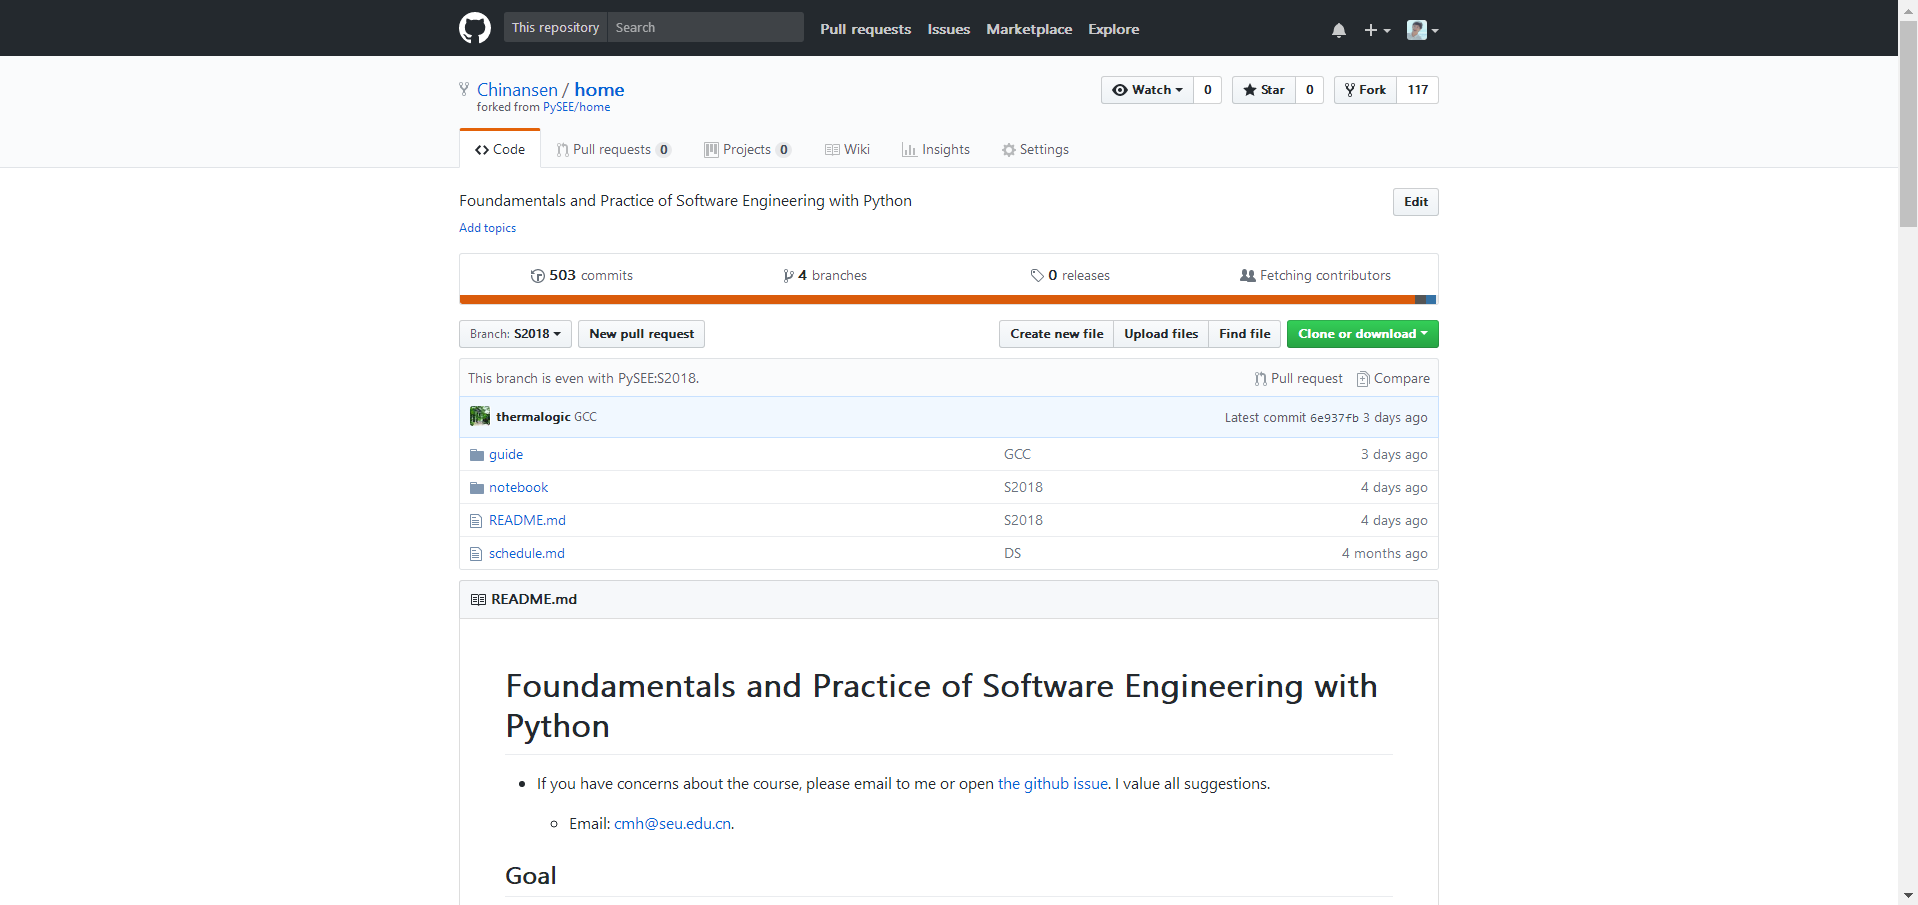 This repository Search Pull requests Issues Marketplace Explore
Chinansen / home
forked from PySEE/home
Watch 0 Star 0 Fork 117
Code Pull requests 0 Projects 0 Wiki Insights Settings
Foundamentals and Practice of Software Engineering with Python Edit
Add topics
503 commits 4 branches 0 releases Fetching contributors
Branch: S2018 New pull request Create new file Upload files Find file Clone or download
This branch is even with PySEE:S2018. Pull request Compare
thermalogic GCC Latest commit 6e937fb 3 days ago
guide GCC 3 days ago
notebook S2018 4 days ago
README.md S2018 4 days ago
schedule.md DS 4 months ago
README.md
Foundamentals and Practice of Software Engineering with
Python
If you have concerns about the course, please email to me or open the github issue. I value all suggestions.
Email: cmh@seu.edu.cn.
Goal